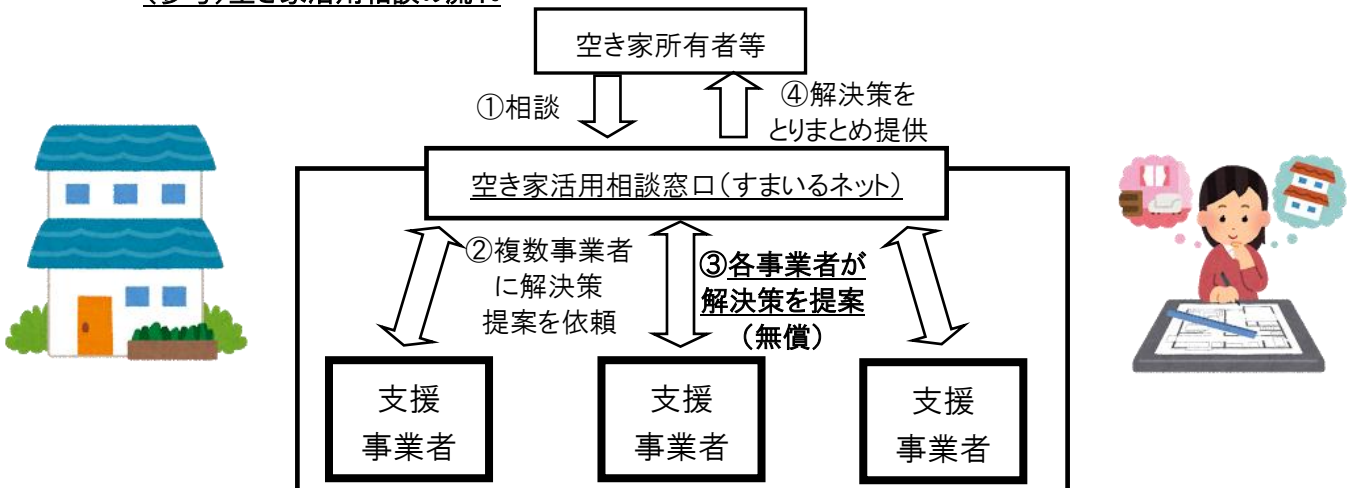 空き家所有者等
①相談
④解決策を
とりまとめ提供
空き家活用相談窓口（すまいるネット）
②複数事業者
に解決策
提案を依頼
③各事業者が
解決策を提案
（無償）
支援
事業者
支援
事業者
支援
事業者